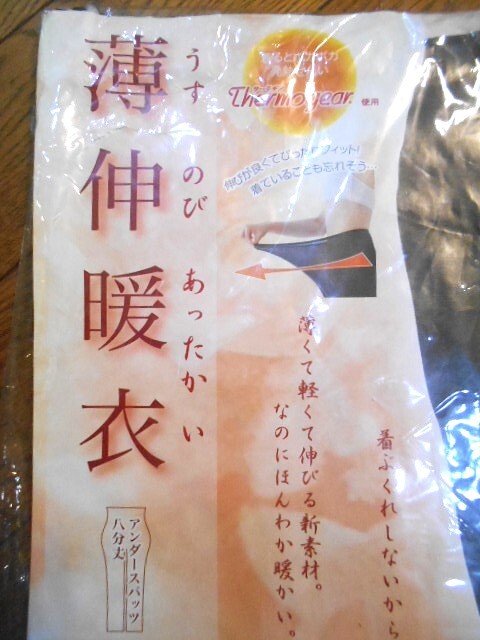 薄伸暖衣
うす のび あったかい
Thermogear 使用
伸びが良くてぴったりフィット!
着ていることも忘れそう…
着ぶくれしないから
薄くて軽くて伸びる新素材。
なのにほんわか暖かい。
アンダースパッツ
八分丈